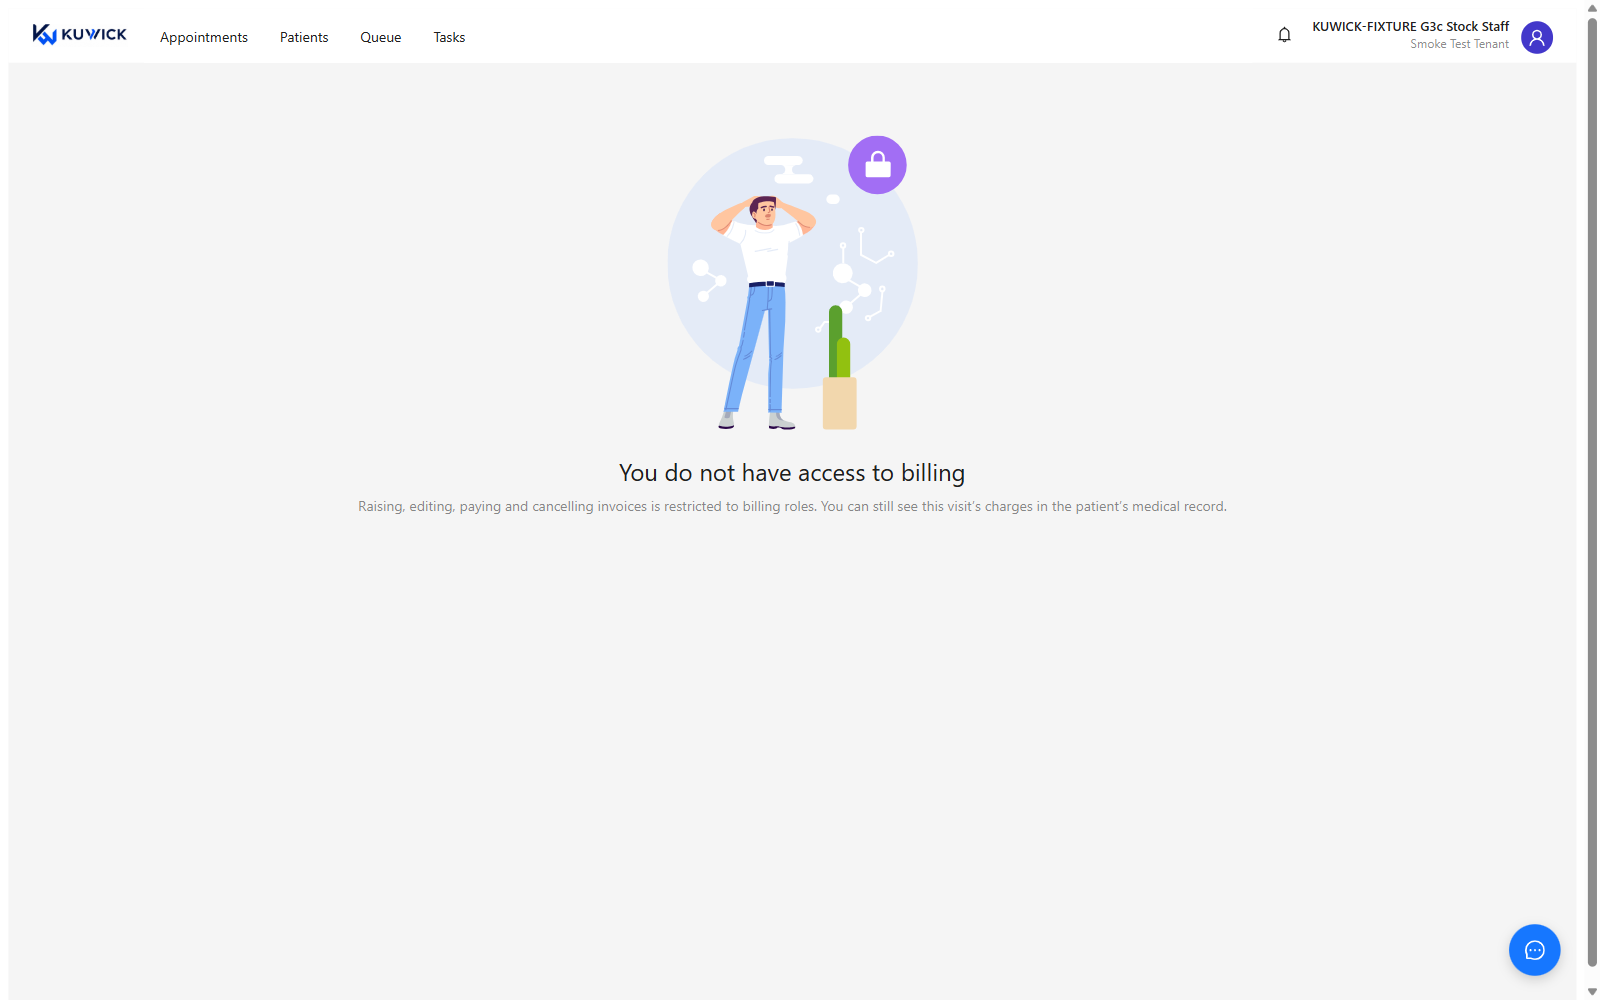 KUWICK
Appointments
Patients
Queue
Tasks
KUWICK-FIXTURE G3c Stock Staff
Smoke Test Tenant
You do not have access to billing
Raising, editing, paying and cancelling invoices is restricted to billing roles. You can still see this visit's charges in the patient's medical record.